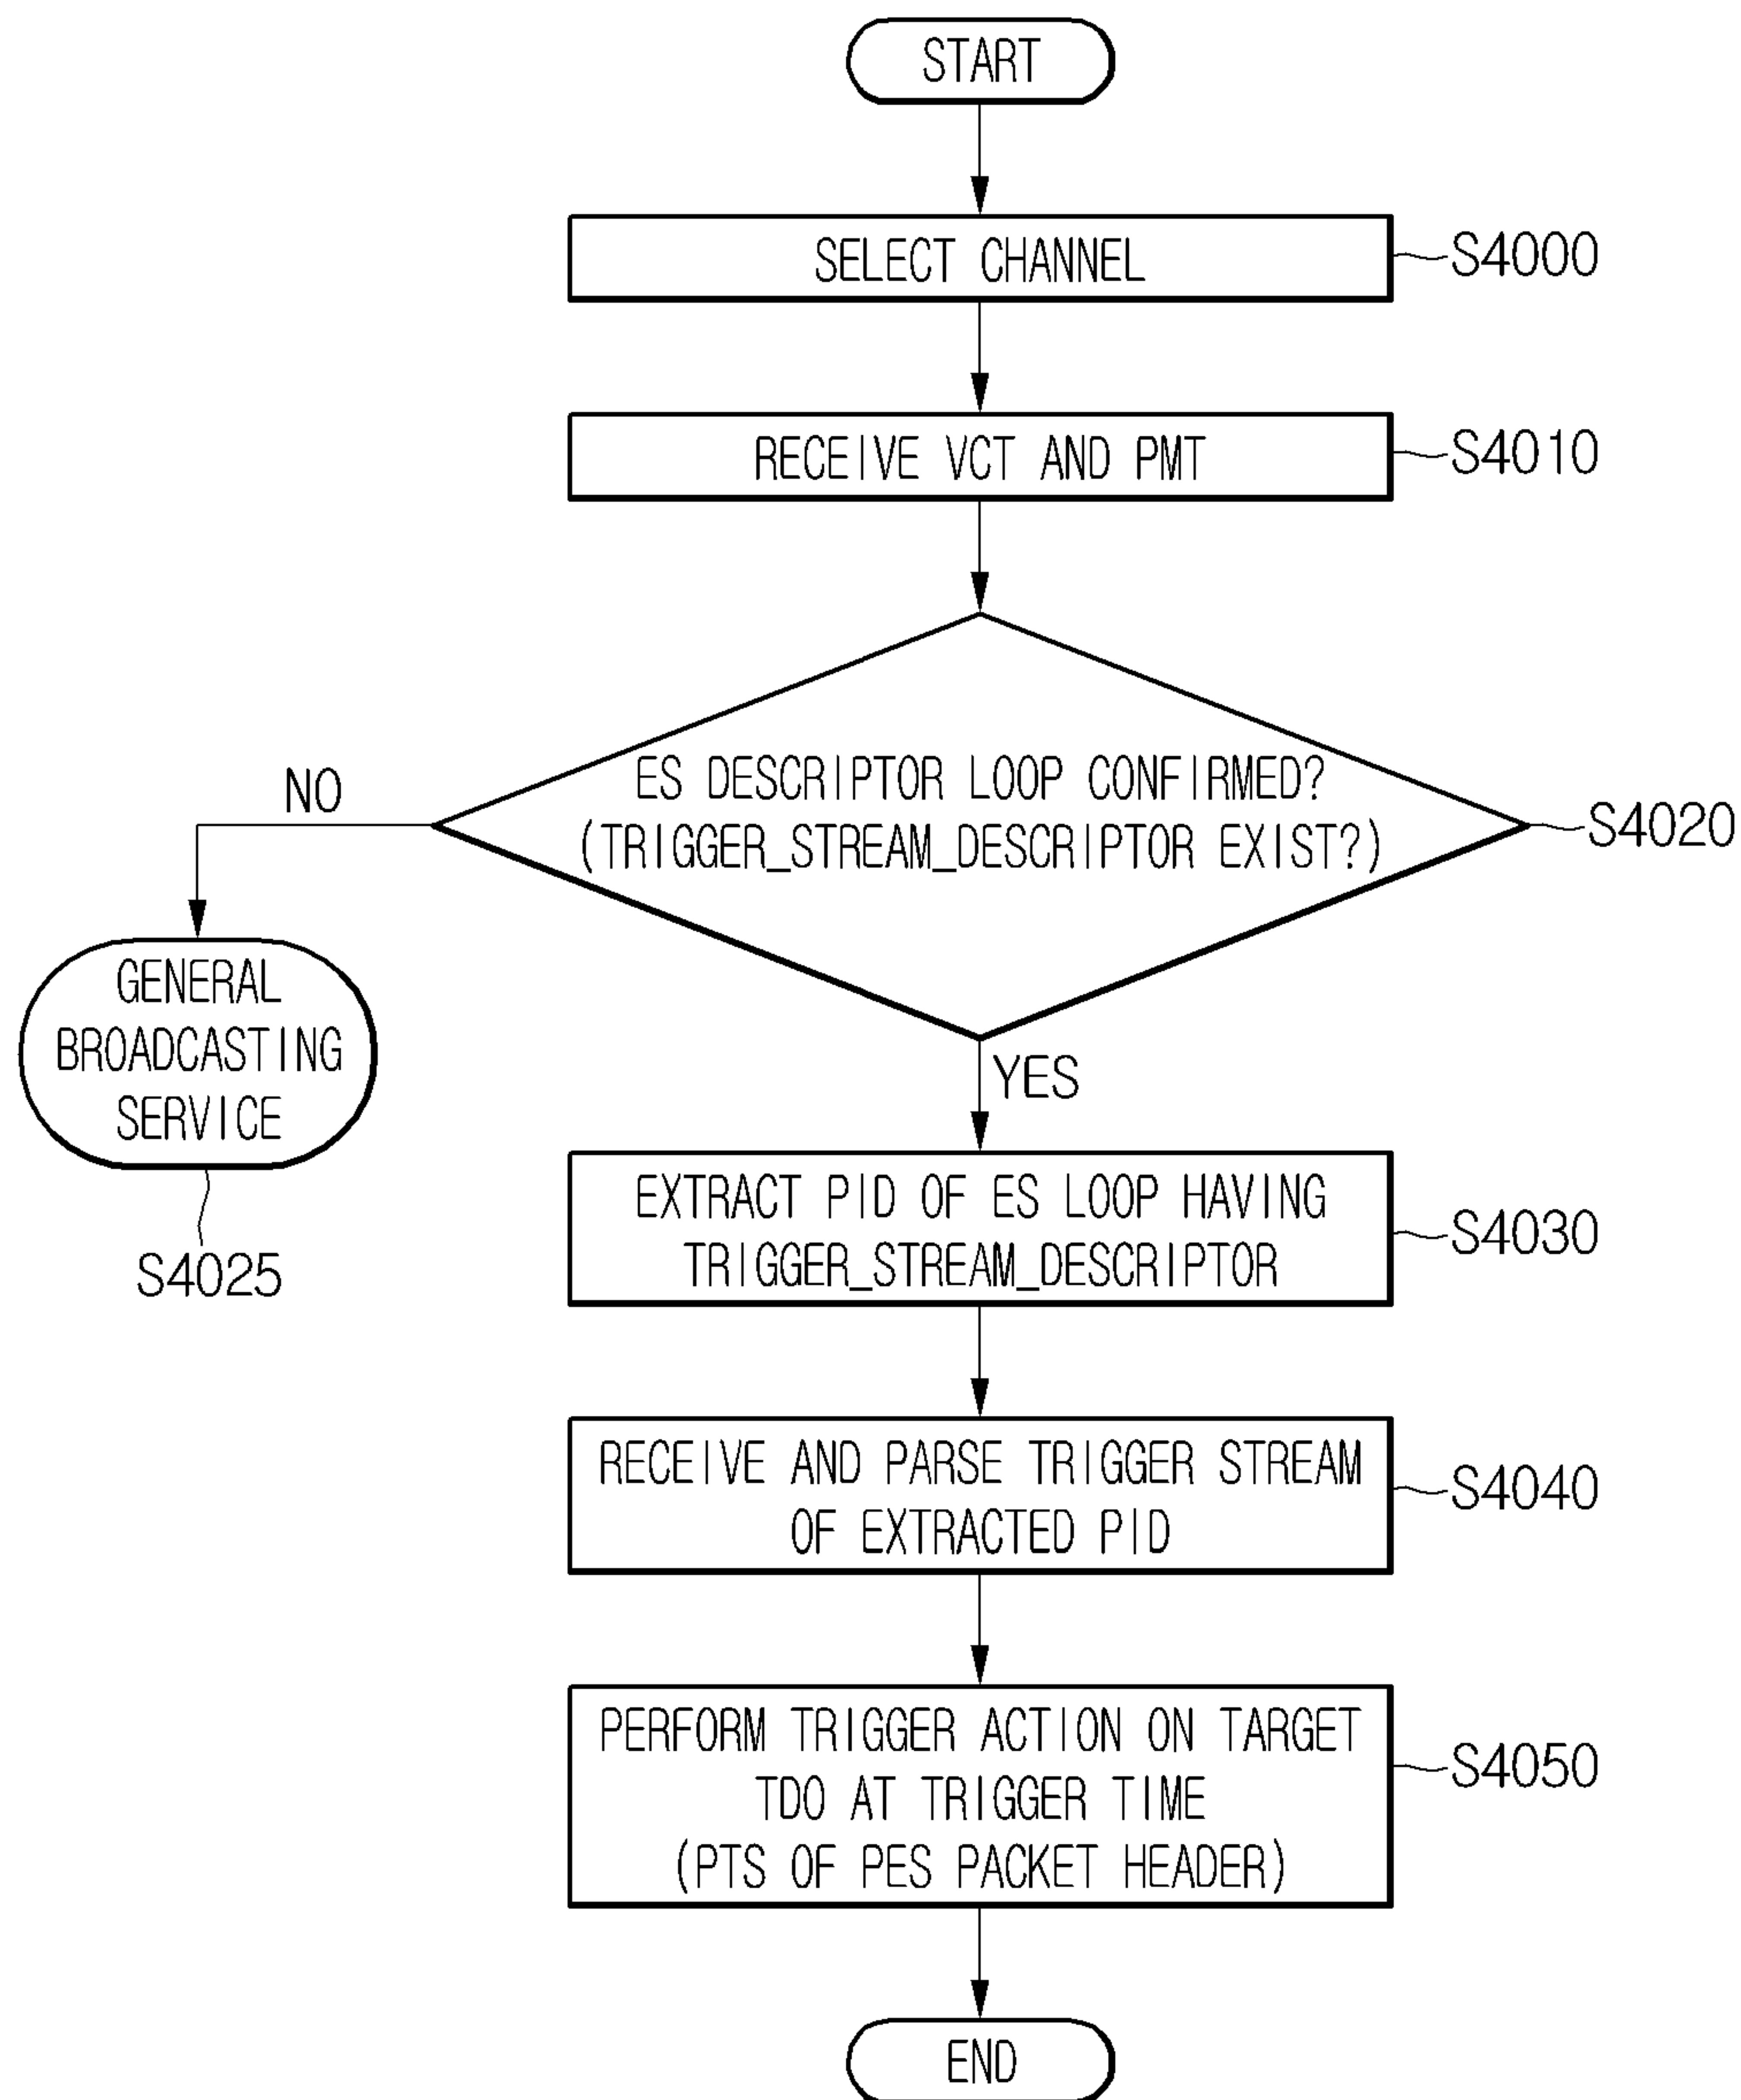 START
SELECT CHANNEL
S4000
RECEIVE VCT AND PMT
S4010
ES DESCRIPTOR LOOP CONFIRMED?
(TRIGGER_STREAM_DESCRIPTOR EXIST?)
S4020
NO
GENERAL
BROADCASTING
SERVICE
S4025
YES
EXTRACT PID OF ES LOOP HAVING
TRIGGER_STREAM_DESCRIPTOR
S4030
RECEIVE AND PARSE TRIGGER STREAM
OF EXTRACTED PID
S4040
PERFORM TRIGGER ACTION ON TARGET
TDO AT TRIGGER TIME
(PTS OF PES PACKET HEADER)
S4050
END